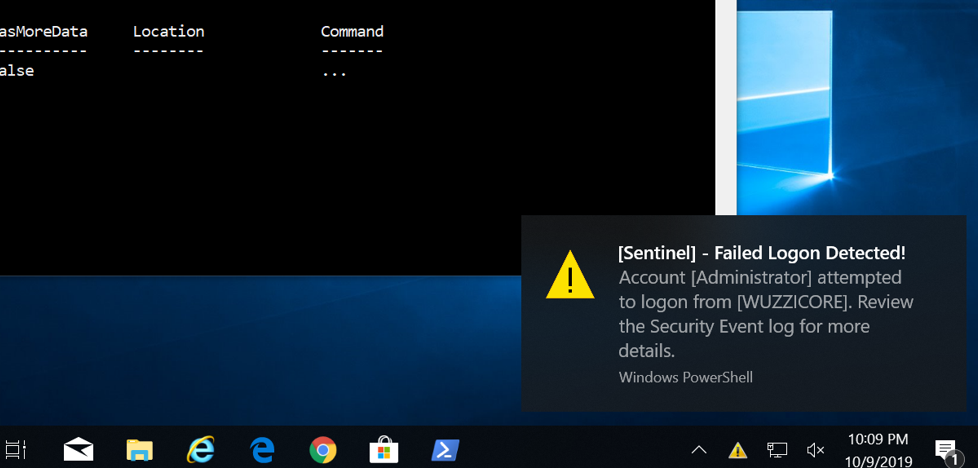 asMoreData Location Command
---------- -------- -------
alse ...
[Sentinel] - Failed Logon Detected!
Account [Administrator] attempted
to logon from [WUZZICORE]. Review
the Security Event log for more
details.
Windows PowerShell
10:09 PM
10/9/2019
1